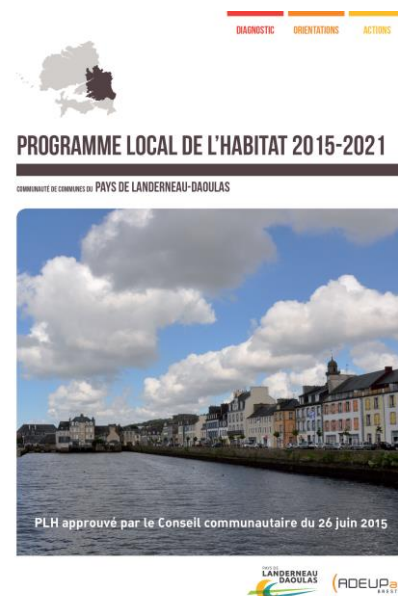 DIAGNOSTIC ORIENTATIONS ACTIONS
PROGRAMME LOCAL DE L'HABITAT 2015-2021
COMMUNAUTÉ DE COMMUNES DU PAYS DE LANDERNEAU-DAOULAS
PLH approuvé par le Conseil communautaire du 26 juin 2015
PAYS DE
LANDERNEAU
DAOULAS
ADEUPa
BREST